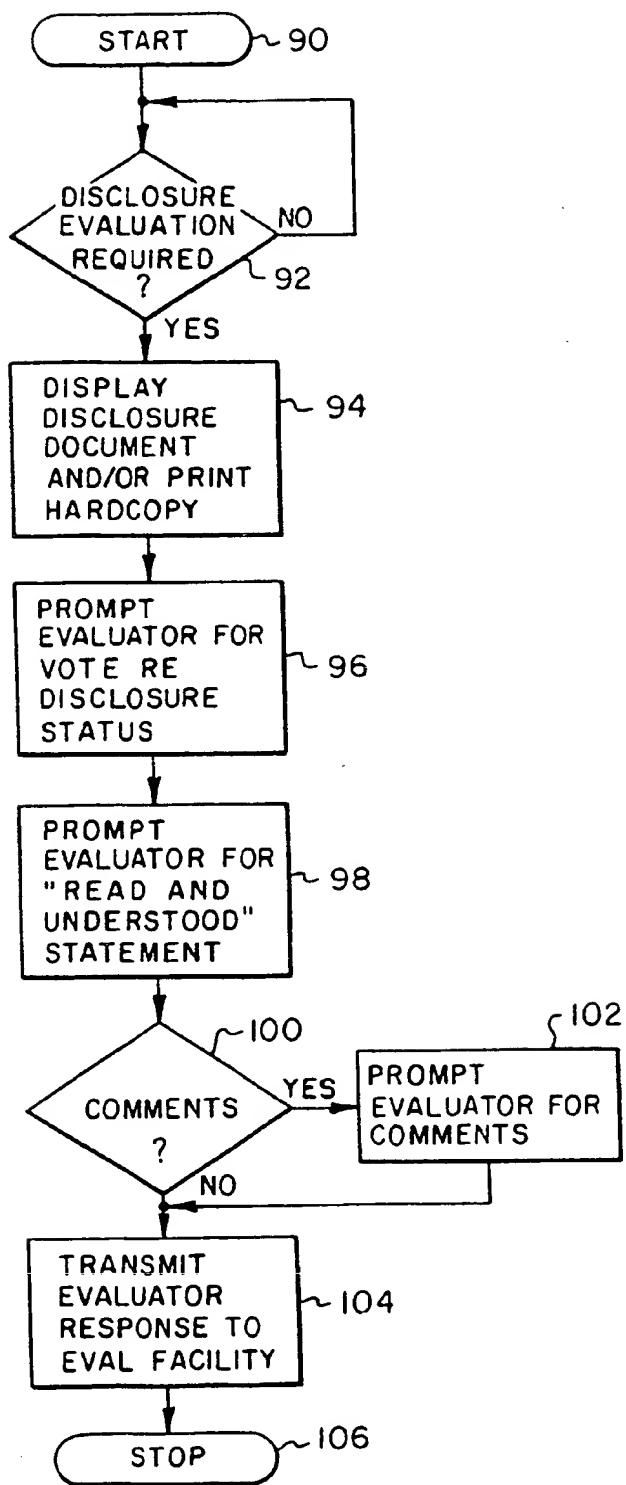 START
90
DISCLOSURE
EVALUATION
REQUIRED
?
NO
92
YES
DISPLAY
DISCLOSURE
DOCUMENT
AND/OR PRINT
HARDCOPY
94
PROMPT
EVALUATOR FOR
VOTE RE
DISCLOSURE
STATUS
96
PROMPT
EVALUATOR FOR
"READ AND
UNDERSTOOD"
STATEMENT
98
100
COMMENTS
?
YES
102
PROMPT
EVALUATOR FOR
COMMENTS
NO
TRANSMIT
EVALUATOR
RESPONSE TO
EVAL FACILITY
104
STOP
106